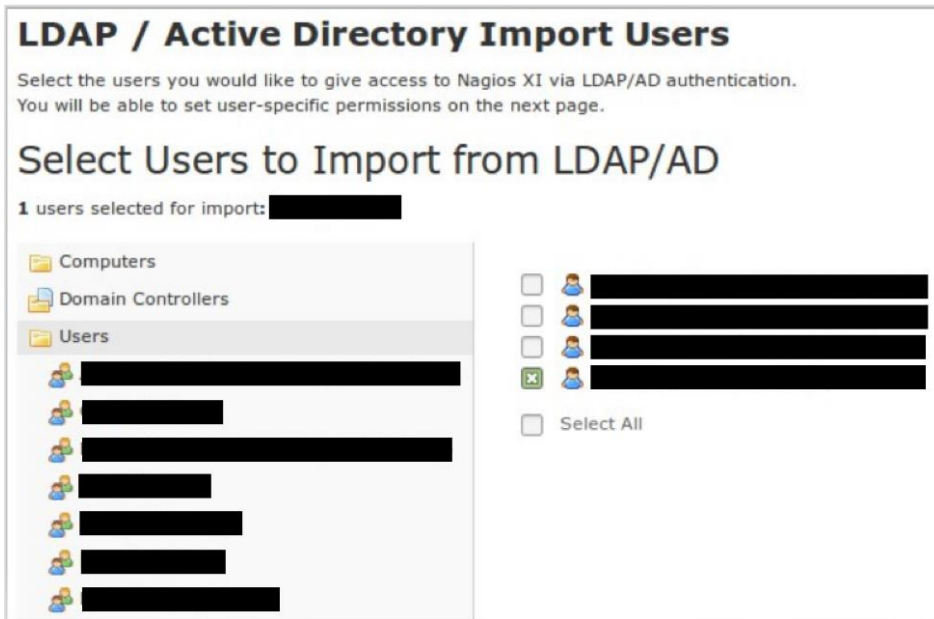 LDAP / Active Directory Import Users
Select the users you would like to give access to Nagios XI via LDAP/AD authentication.
You will be able to set user-specific permissions on the next page.
Select Users to Import from LDAP/AD
1 users selected for import:
Computers
Domain Controllers
Users
Select All